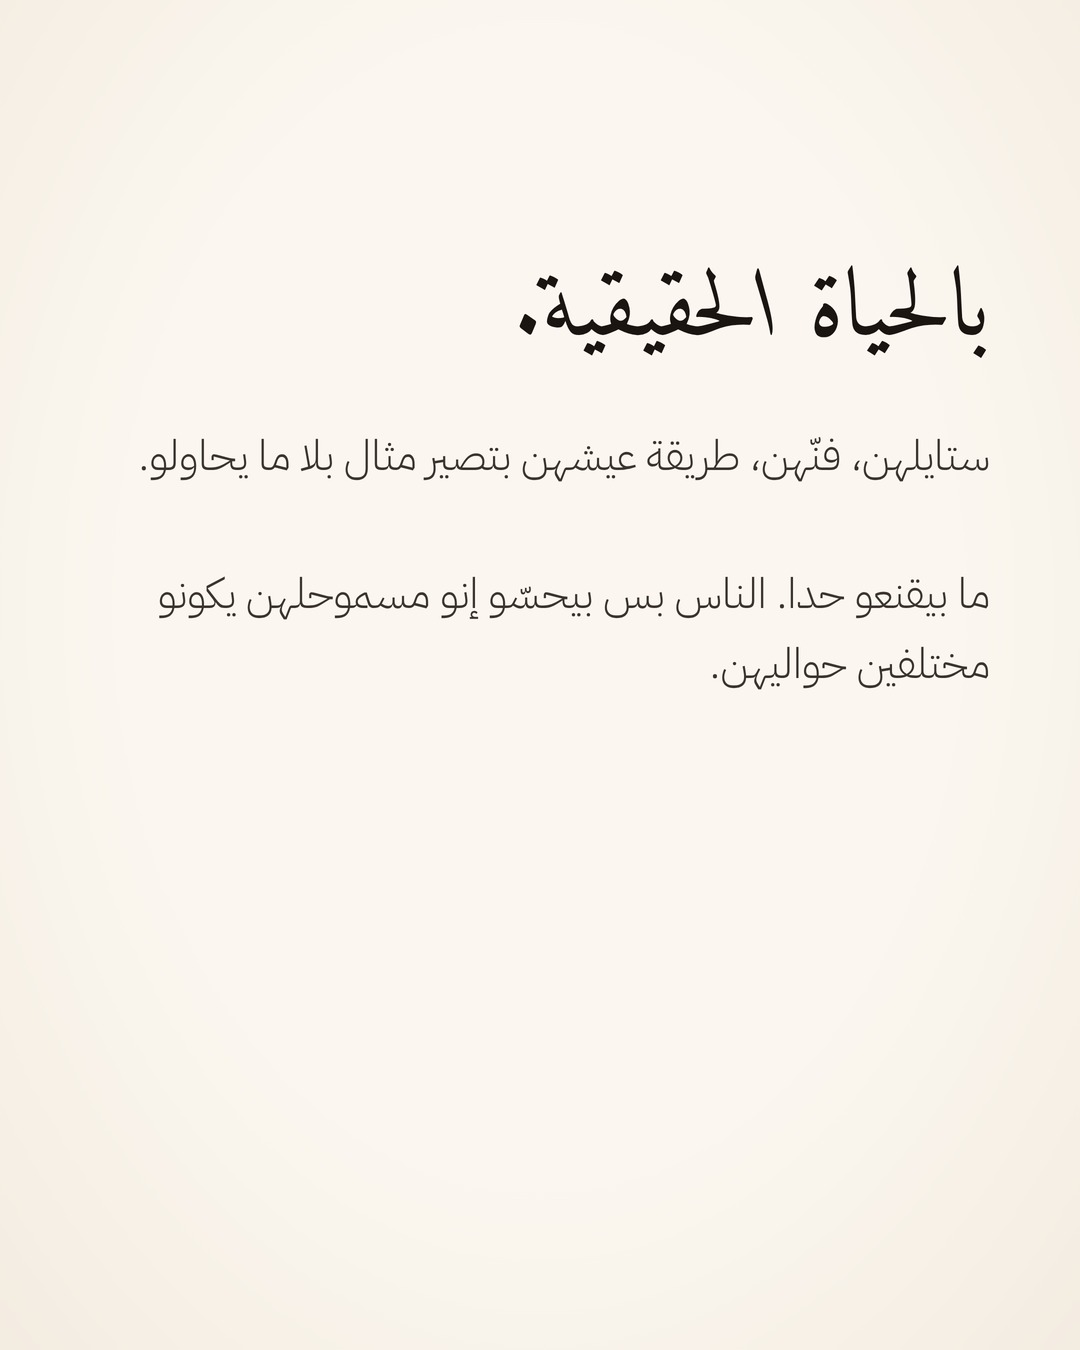 بالحياة الحقيقية.
ستايلهن، فنّهن، طريقة عيشهن بتصير مثال بلا ما يحاولو.
ما بيقنعو حدا. الناس بس بيحسّو إنو مسموحلهن يكونو
مختلفين حواليهن.